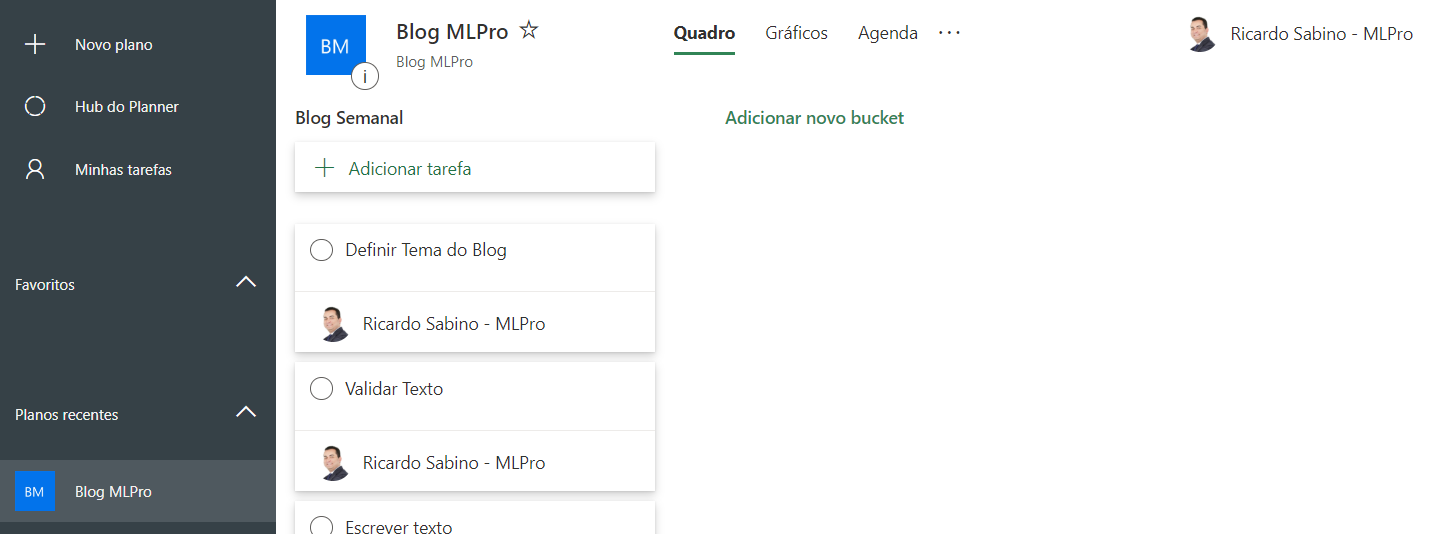 Novo plano
Hub do Planner
Minhas tarefas
Favoritos
Planos recentes
BM
Blog MLPro
BM
i
Blog MLPro
Blog MLPro
Quadro
Gráficos
Agenda
Ricardo Sabino - MLPro
Blog Semanal
Adicionar novo bucket
Adicionar tarefa
Definir Tema do Blog
Ricardo Sabino - MLPro
Validar Texto
Ricardo Sabino - MLPro
Escrever texto